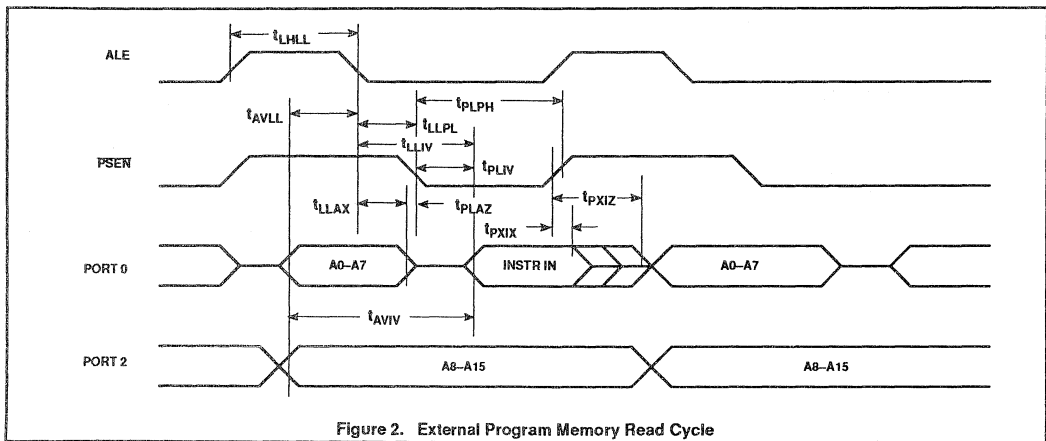 ALE
tLHLL
tAVLL
tLLPL
tPLPH
tLLIV
PSEN
tPLIV
tLLAX
tPLAZ
tPXIZ
tPXIX
PORT 0
A0–A7
INSTR IN
A0–A7
tAVIV
PORT 2
A8–A15
A8–A15
Figure 2. External Program Memory Read Cycle